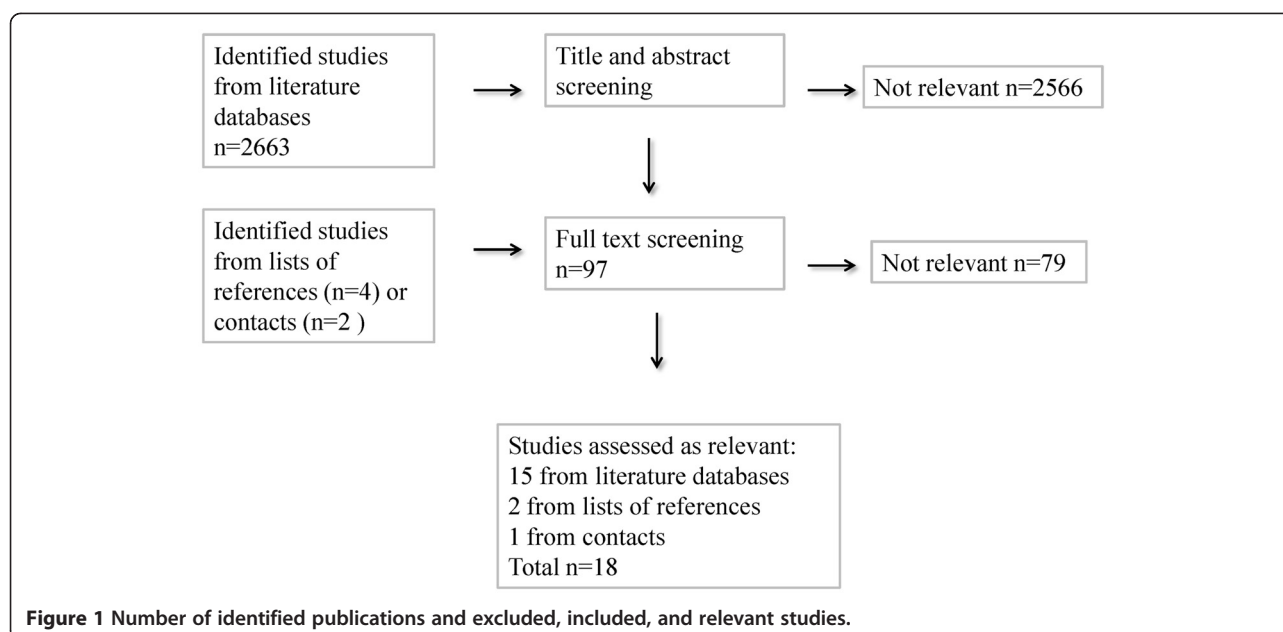 Identified studies
from literature
databases
n=2663
Title and abstract
screening
Not relevant n=2566
Identified studies
from lists of
references (n=4) or
contacts (n=2 )
Full text screening
n=97
Not relevant n=79
Studies assessed as relevant:
15 from literature databases
2 from lists of references
1 from contacts
Total n=18
Figure 1 Number of identified publications and excluded, included, and relevant studies.